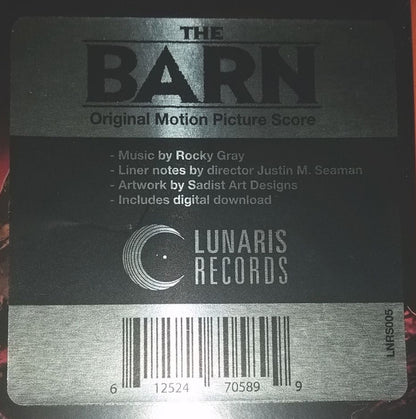 THE
BARN
Original Motion Picture Score
- Music by Rocky Gray
- Liner notes by director Justin M. Seaman
- Artwork by Sadist Art Designs
- Includes digital download
LUNARIS
RECORDS
LNRS005
6 12524 70589 9